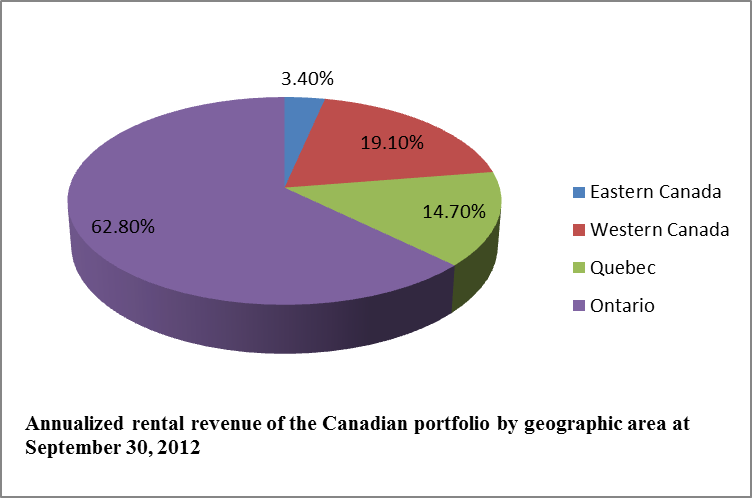 3.40%
19.10%
14.70%
62.80%
Eastern Canada
Western Canada
Quebec
Ontario
Annualized rental revenue of the Canadian portfolio by geographic area at
September 30, 2012